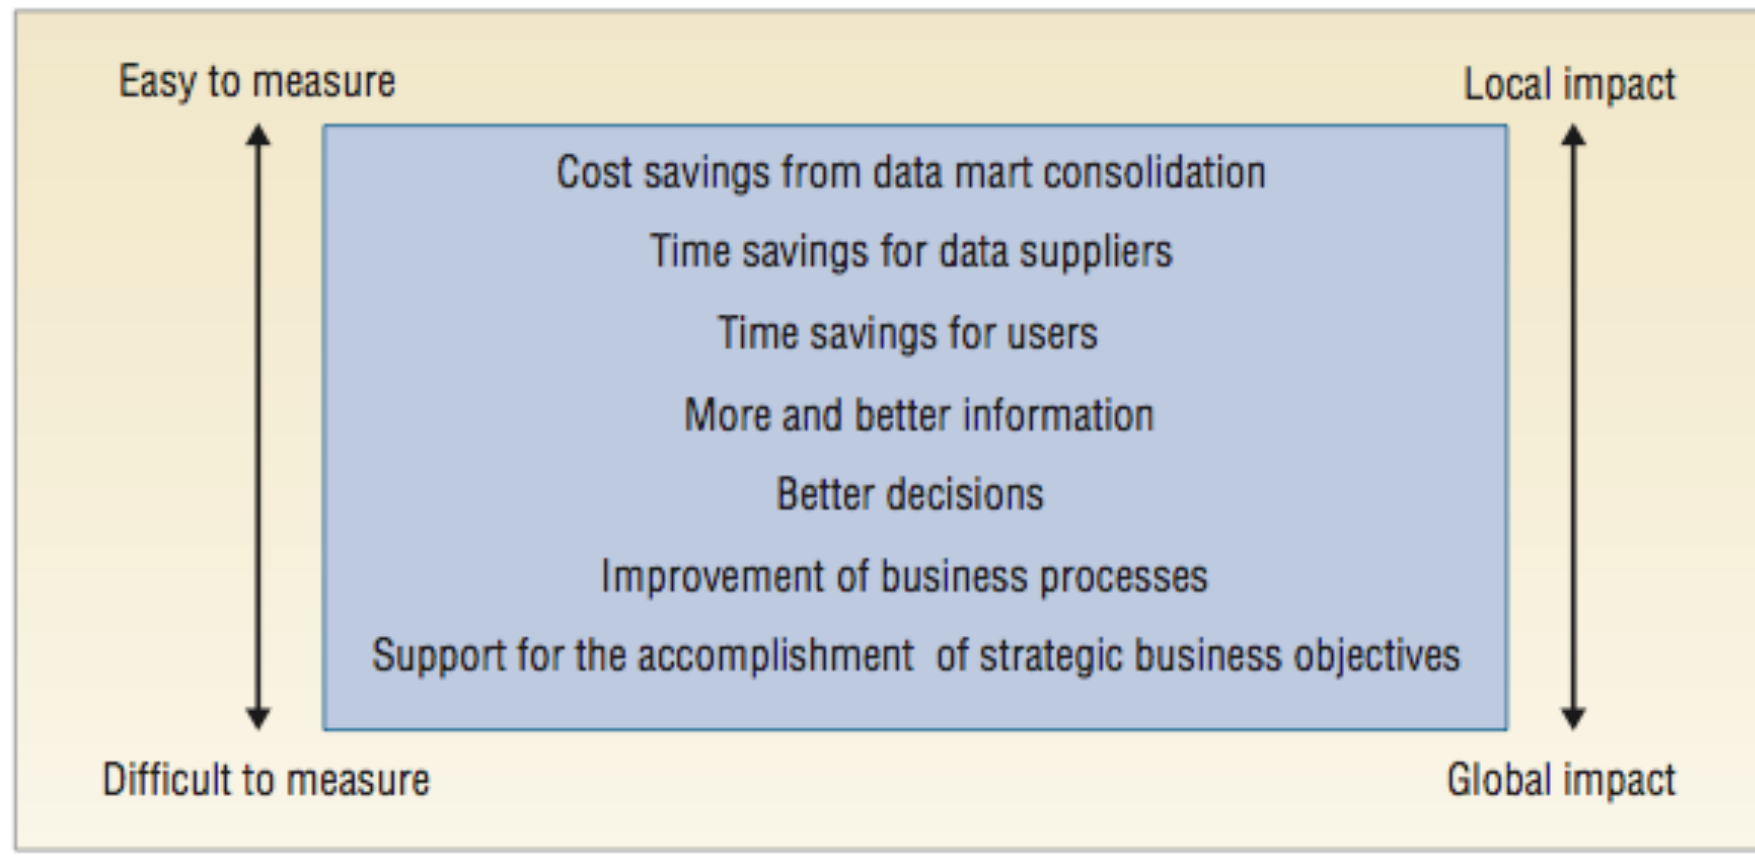 Easy to measure
Local impact
Cost savings from data mart consolidation
Time savings for data suppliers
Time savings for users
More and better information
Better decisions
Improvement of business processes
Support for the accomplishment of strategic business objectives
Difficult to measure
Global impact